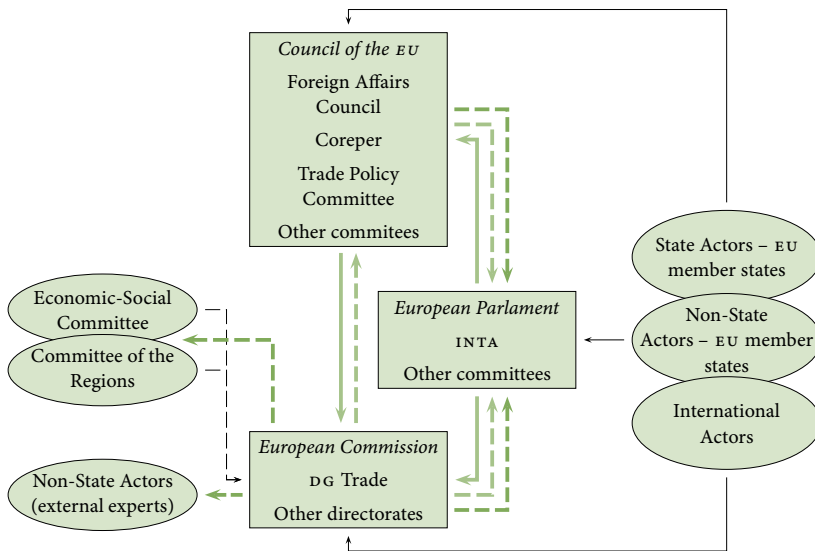 Council of the EU
Foreign Affairs
Council
Coreper
Trade Policy
Committee
Other commitees
State Actors – EU
member states
Non-State
Actors – EU member
states
International
Actors
European Parlament
INTA
Other committees
Economic-Social
Committee
Committee of the
Regions
European Commission
DG Trade
Other directorates
Non-State Actors
(external experts)